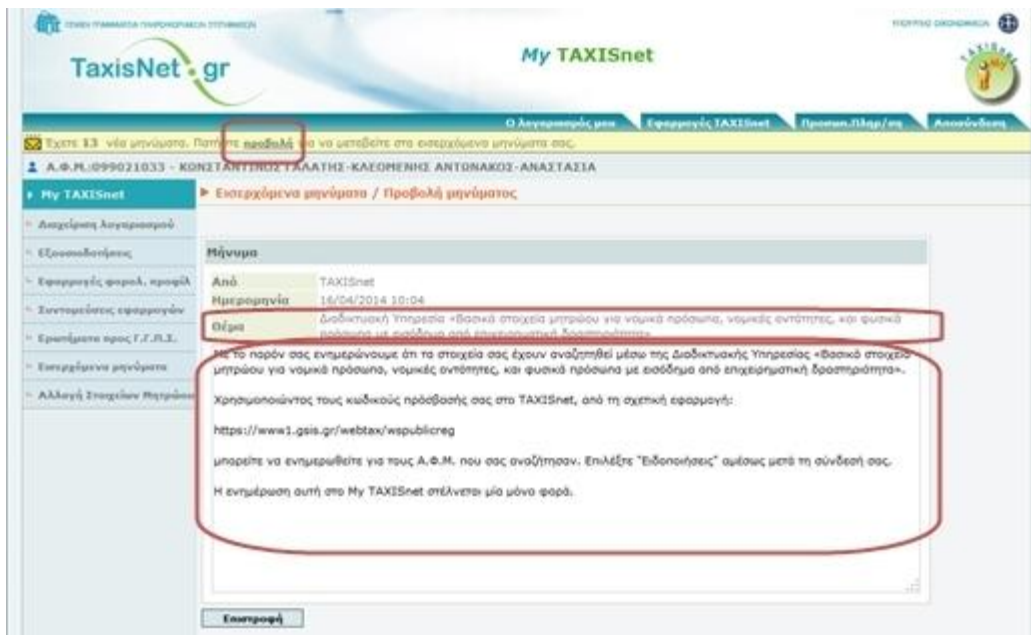 ΓΕΝΙΚΗ ΓΡΑΜΜΑΤΕΙΑ ΠΛΗΡΟΦΟΡΙΑΚΩΝ ΣΥΣΤΗΜΑΤΩΝ
ΥΠΟΥΡΓΕΙΟ ΟΙΚΟΝΟΜΙΚΩΝ
TaxisNet.gr
My TAXISnet
Ο λογαριασμός μου Εφαρμογές TAXISnet Προσωπ.Πληρ/ση Αποσύνδεση
Έχετε 13 νέα μηνύματα. Πατήστε προβολή για να μεταβείτε στα εισερχόμενα μηνύματα σας.
Α.Φ.Μ.:099021033 - ΚΩΝΣΤΑΝΤΙΝΟΣ ΓΑΛΑΤΗΣ-ΚΛΕΟΜΕΝΗΣ ΑΝΤΩΝΑΚΟΣ-ΑΝΑΣΤΑΣΙΑ
My TAXISnet
Εισερχόμενα μηνύματα / Προβολή μηνύματος
Διαχείριση λογαριασμού
Εξουσιοδοτήσεις
Εφαρμογές φορολ. προφίλ
Συντομεύσεις εφαρμογών
Ερωτήματα προς Γ.Γ.Π.Σ.
Εισερχόμενα μηνύματα
Αλλαγή Στοιχείων Μητρώου
Μήνυμα
Από TAXISnet
Ημερομηνία 16/04/2014 10:04
Θέμα Διαδικτυακή Υπηρεσία «Βασικά στοιχεία μητρώου για νομικά πρόσωπα, νομικές οντότητες, και φυσικά
πρόσωπα με εισόδημα από επιχειρηματική δραστηριότητα»
Με το παρόν σας ενημερώνουμε ότι τα στοιχεία σας έχουν αναζητηθεί μέσω της Διαδικτυακής Υπηρεσίας «Βασικά στοιχεία
μητρώου για νομικά πρόσωπα, νομικές οντότητες, και φυσικά πρόσωπα με εισόδημα από επιχειρηματική δραστηριότητα».
Χρησιμοποιώντας τους κωδικούς πρόσβασής σας στο TAXISnet, από τη σχετική εφαρμογή:
https://www1.gsis.gr/webtax/wspublicreg
μπορείτε να ενημερωθείτε για τους Α.Φ.Μ. που σας αναζήτησαν. Επιλέξτε "Ειδοποιήσεις" αμέσως μετά τη σύνδεσή σας.
Η ενημέρωση αυτή στο My TAXISnet στέλνεται μία μόνο φορά.
Επιστροφή